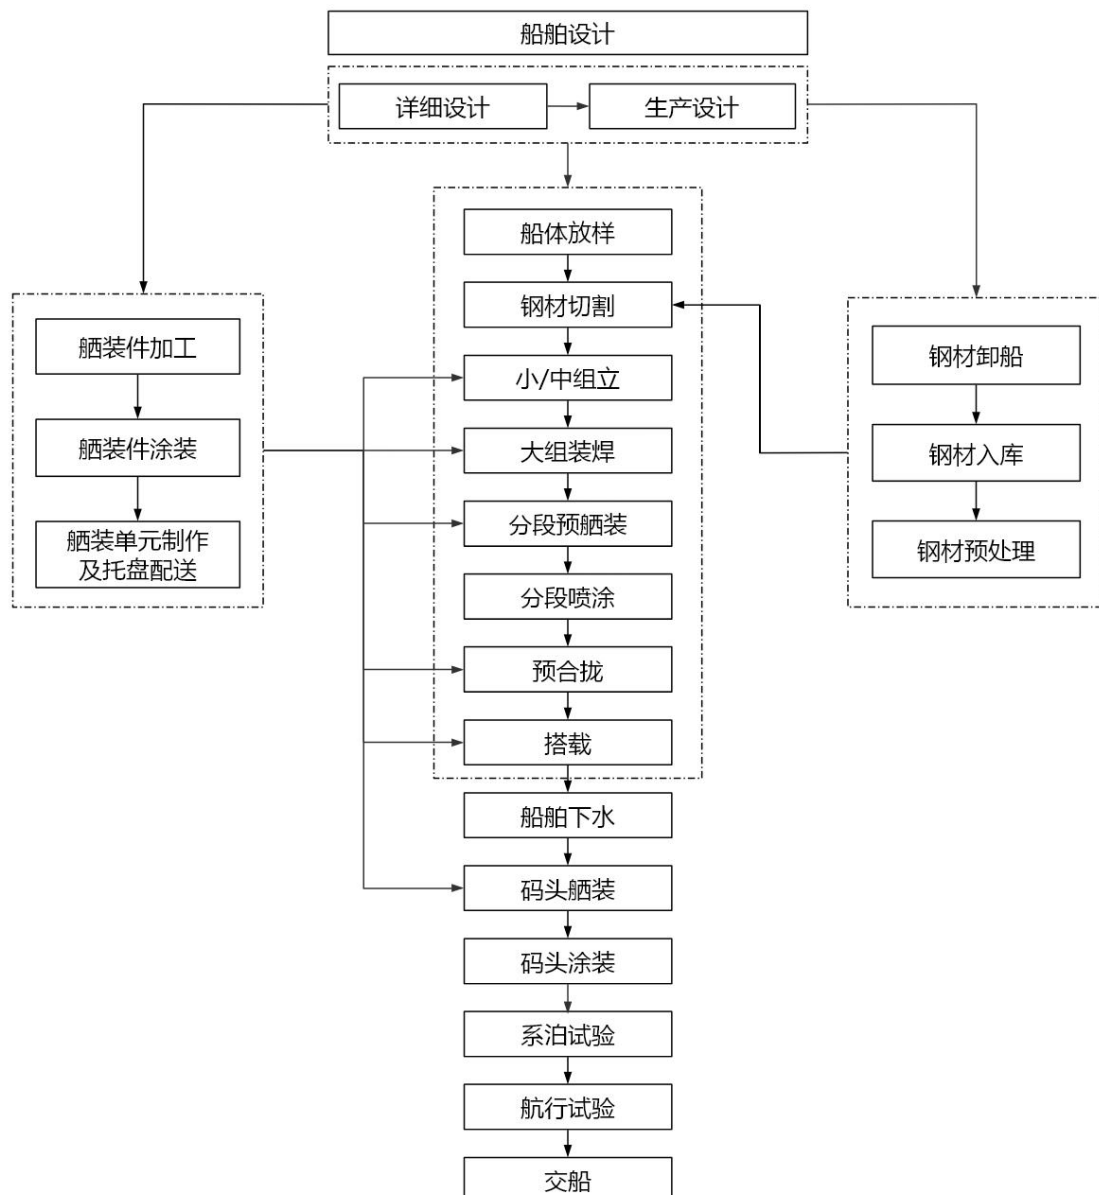 船舶设计
详细设计
生产设计
船体放样
钢材切割
小/中组立
大组装焊
分段预舾装
分段喷涂
预合拢
搭载
船舶下水
码头舾装
码头涂装
系泊试验
航行试验
交船
舾装件加工
舾装件涂装
舾装单元制作
及托盘配送
钢材卸船
钢材入库
钢材预处理